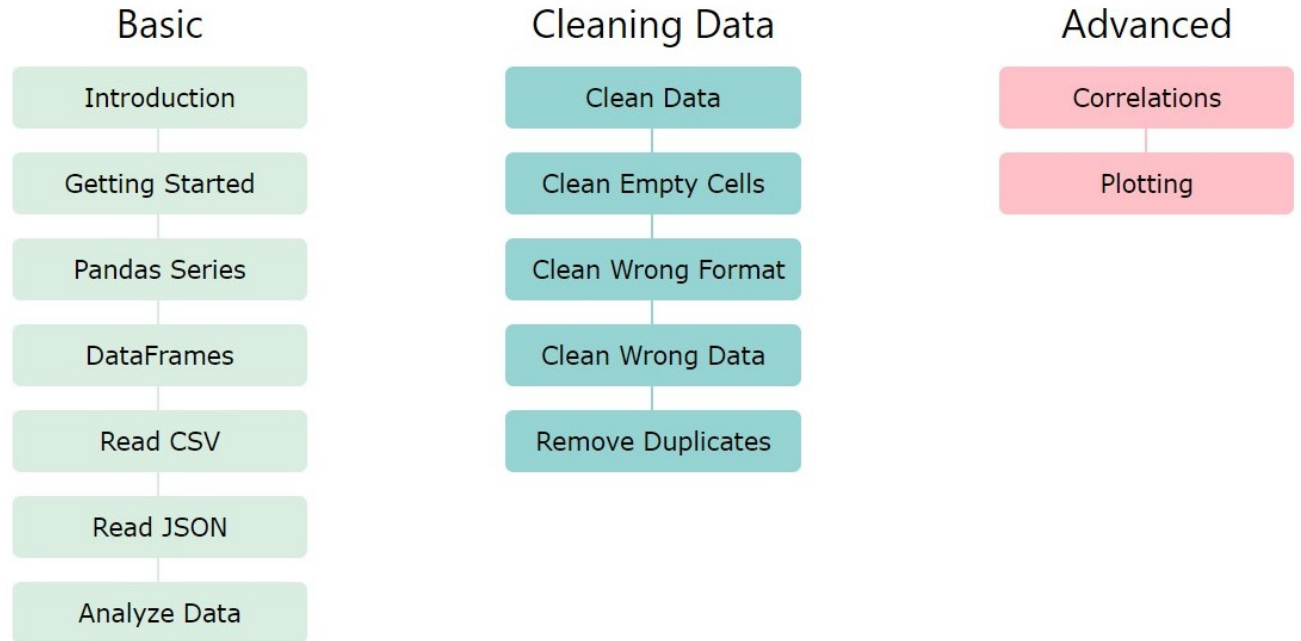 Basic
Introduction
Getting Started
Pandas Series
DataFrames
Read CSV
Read JSON
Analyze Data
Cleaning Data
Clean Data
Clean Empty Cells
Clean Wrong Format
Clean Wrong Data
Remove Duplicates
Advanced
Correlations
Plotting